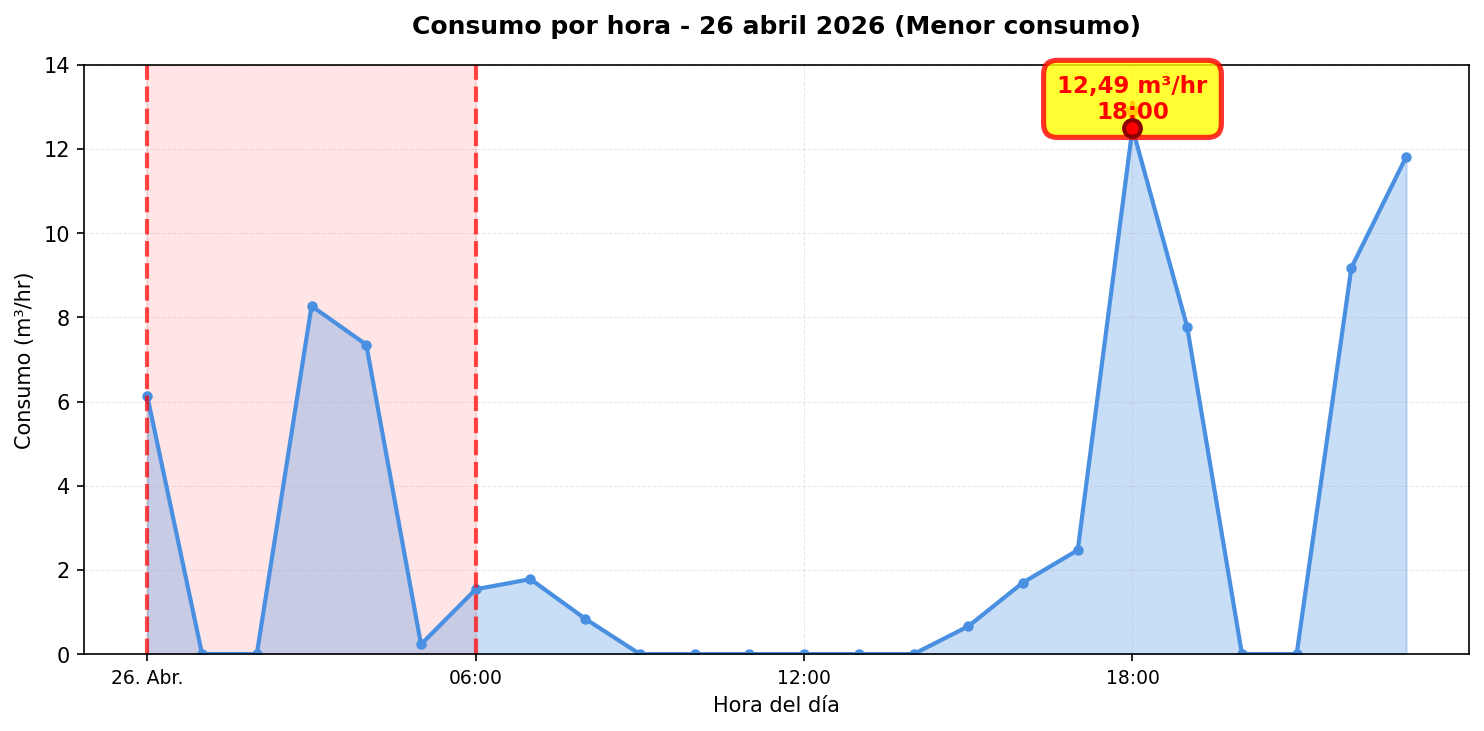 Consumo por hora - 26 abril 2026 (Menor consumo)
12,49 m³/hr
18:00
Consumo (m³/hr)
14
12
10
8
6
4
2
0
26. Abr.
06:00
12:00
18:00
Hora del día